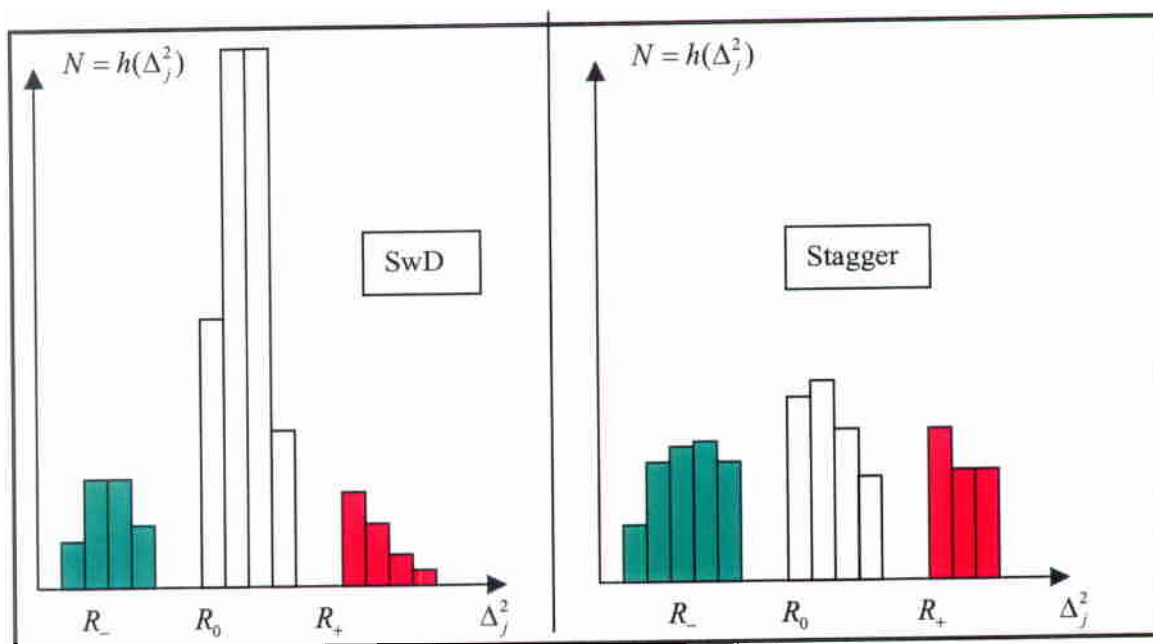 N = h(Δ_j^2)
SwD
R_- R_0 R_+ Δ_j^2
N = h(Δ_j^2)
Stagger
R_- R_0 R_+ Δ_j^2